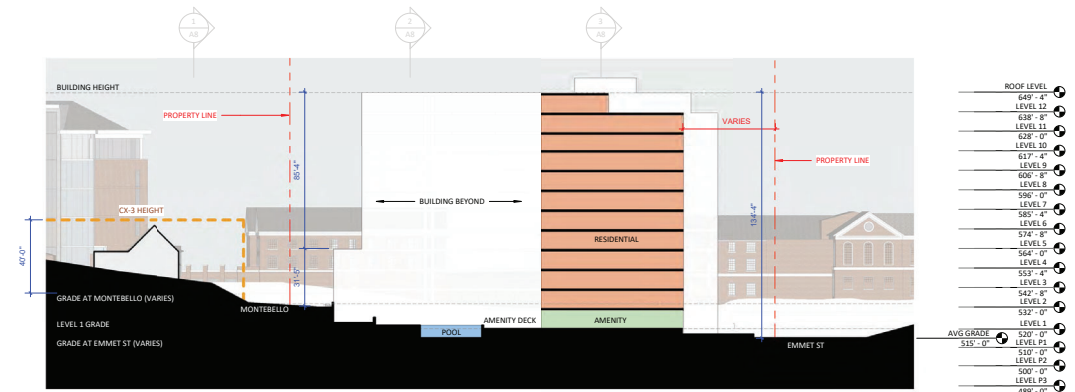 1
A8
2
A8
3
A8
BUILDING HEIGHT
PROPERTY LINE
85'-4"
VARIES
PROPERTY LINE
BUILDING BEYOND
CX-3 HEIGHT
40'-0"
31'-5"
134'-4"
RESIDENTIAL
GRADE AT MONTEBELLO (VARIES)
MONTEBELLO
LEVEL 1 GRADE
AMENITY DECK
AMENITY
POOL
GRADE AT EMMET ST (VARIES)
EMMET ST
ROOF LEVEL
649' - 4"
LEVEL 12
638' - 8"
LEVEL 11
628' - 0"
LEVEL 10
617' - 4"
LEVEL 9
606' - 8"
LEVEL 8
596' - 0"
LEVEL 7
585' - 4"
LEVEL 6
574' - 8"
LEVEL 5
564' - 0"
LEVEL 4
553' - 4"
LEVEL 3
542' - 8"
LEVEL 2
532' - 0"
LEVEL 1
520' - 0"
AVG GRADE
515' - 0"
LEVEL P1
510' - 0"
LEVEL P2
500' - 0"
LEVEL P3
489' - 0"